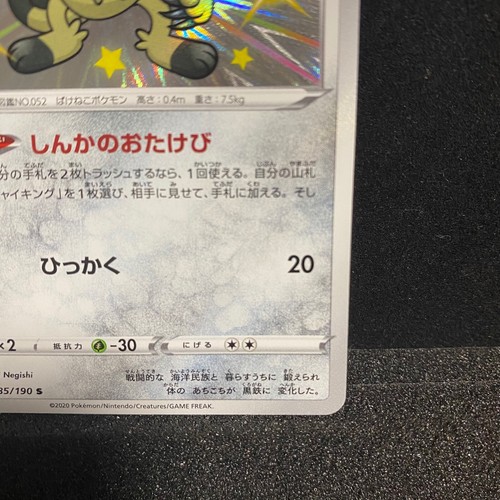 図鑑NO.052 ばけねこポケモン 高さ:0.4m 重さ:7.5kg
しんかのおたけび
分の手札を2枚トラッシュするなら、1回使える。自分の山札
ャイキング」を1枚選び、相手に見せて、手札に加える。そし
ひっかく 20
×2 抵抗力 -30 にげる
Negishi
戦闘的な 海洋民族と 暮らすうちに 鍛えられ
体の あちこちが 黒鉄に 変化した。
85/190 S
©2020 Pokémon/Nintendo/Creatures/GAME FREAK.